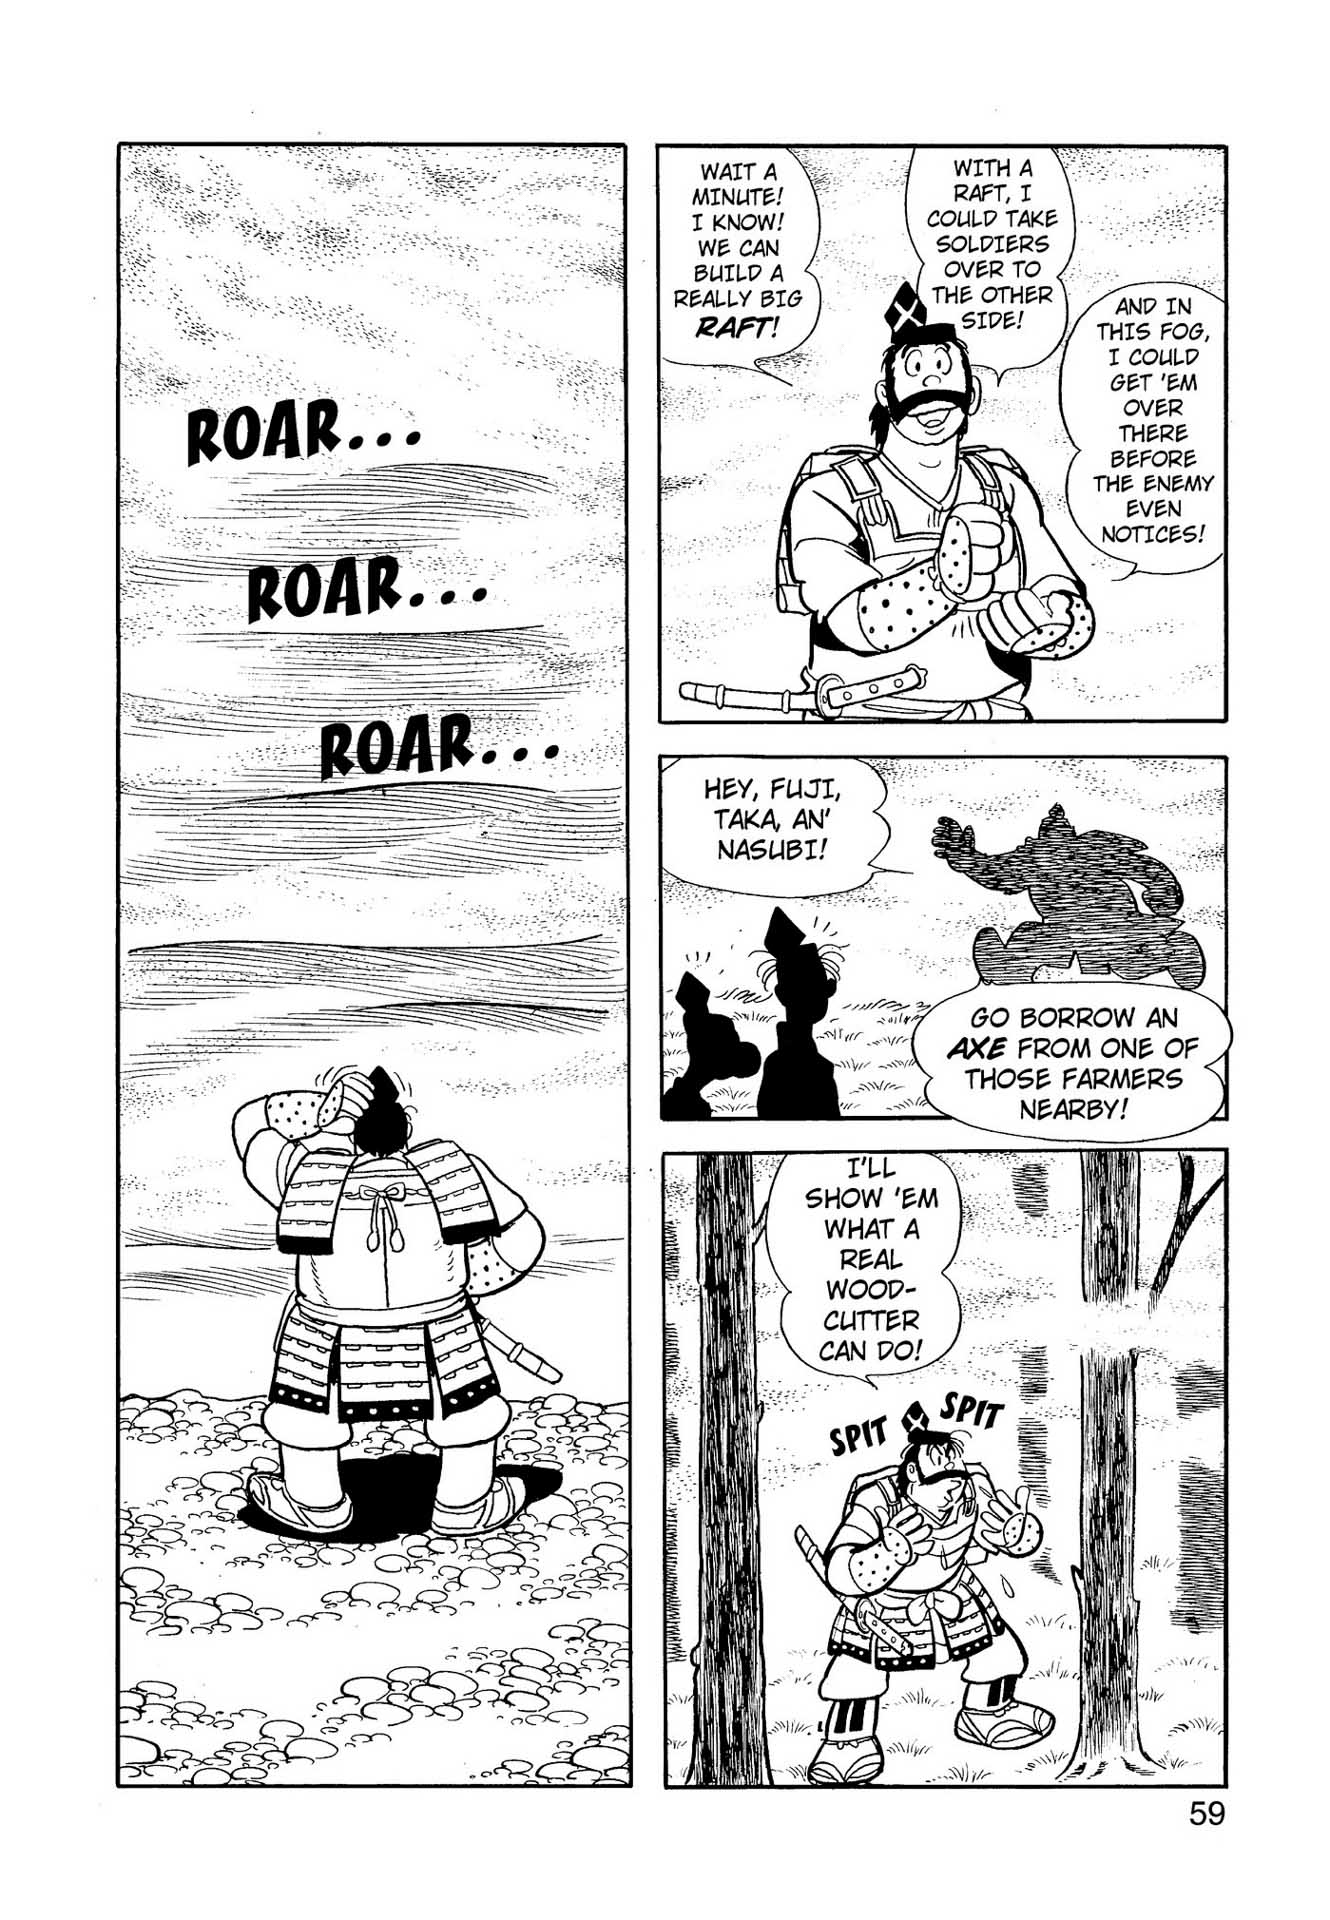 WAIT A
MINUTE!
I KNOW!
WE CAN
BUILD A
REALLY BIG
RAFT!
WITH A
RAFT, I
COULD TAKE
SOLDIERS
OVER TO
THE OTHER
SIDE!
AND IN
THIS FOG,
I COULD
GET 'EM
OVER
THERE
BEFORE
THE ENEMY
EVEN
NOTICES!
HEY, FUJI,
TAKA, AN'
NASUBI!
GO BORROW AN
AXE FROM ONE OF
THOSE FARMERS
NEARBY!
I'LL
SHOW 'EM
WHAT A
REAL
WOOD-
CUTTER
CAN DO!
SPIT
SPIT
ROAR...
ROAR...
ROAR...
59